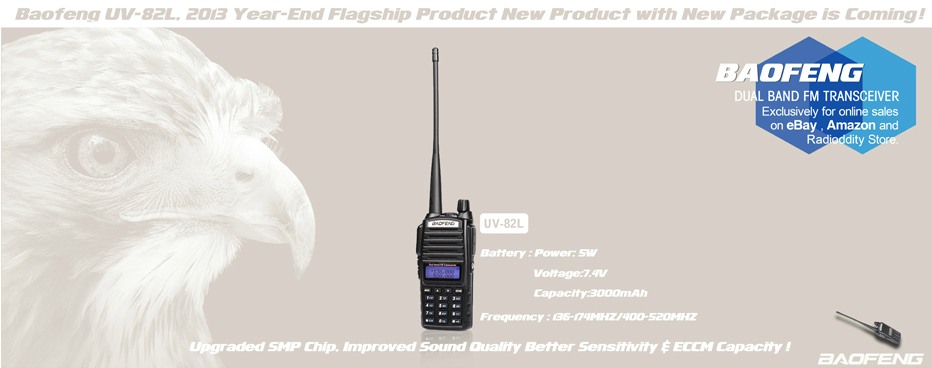 Baofeng UV-82L, 2013 Year-End Flagship Product New Product with New Package is Coming!
BAOFENG
DUAL BAND FM TRANSCEIVER
Exclusively for online sales
on eBay , Amazon and
Radioddity Store.
BAOFENG
UV-82L
Battery : Power: 5W
Voltage:7.4V
Capacity:3000mAh
Frequency : 136-174MHZ/400-520MHZ
Upgraded SMP Chip, Improved Sound Quality Better Sensitivity & ECCM Capacity !
BAOFENG